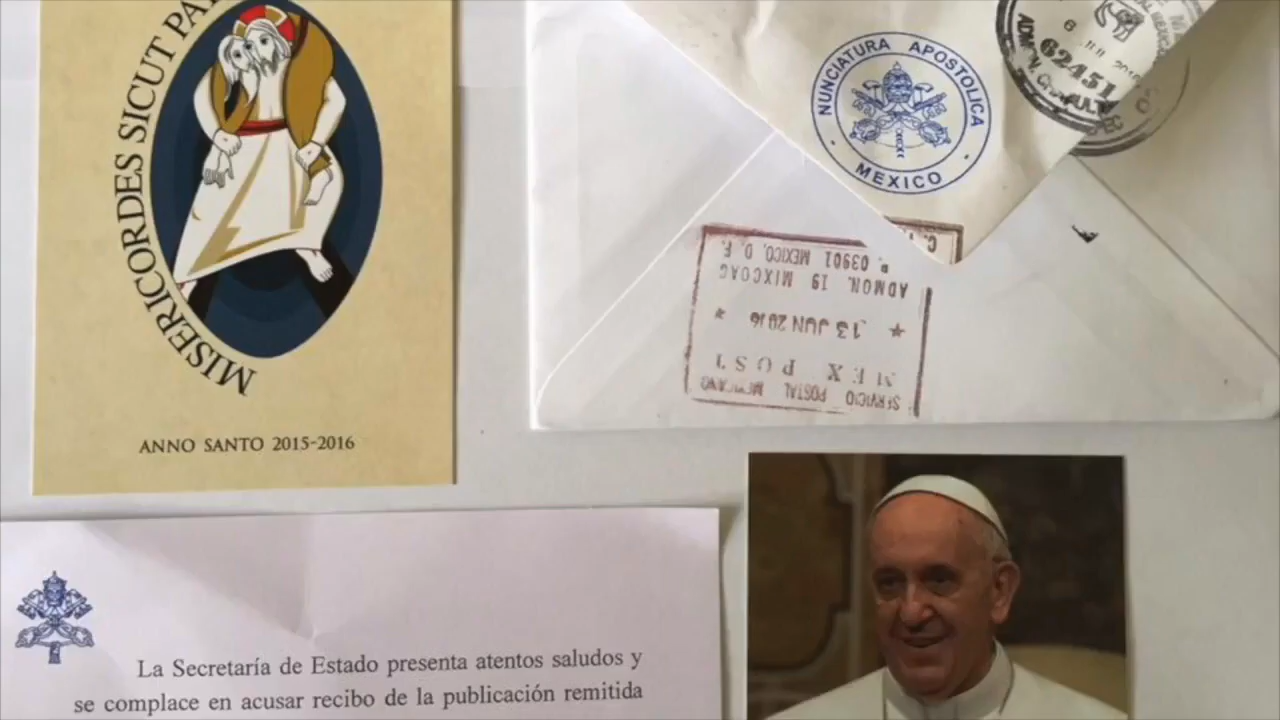 MISERICORDES SICUT PA
ANNO SANTO 2015-2016
NUNCIATURA APOSTOLICA
· MEXICO ·
62451
C.
P. 03901 MEXICO, D. F.
ADMON. 19 MIXCOAC
* 13 JUN 2016 *
MEX POST
SERVICIO POSTAL MEXICANO
La Secretaría de Estado presenta atentos saludos y
se complace en acusar recibo de la publicación remitida